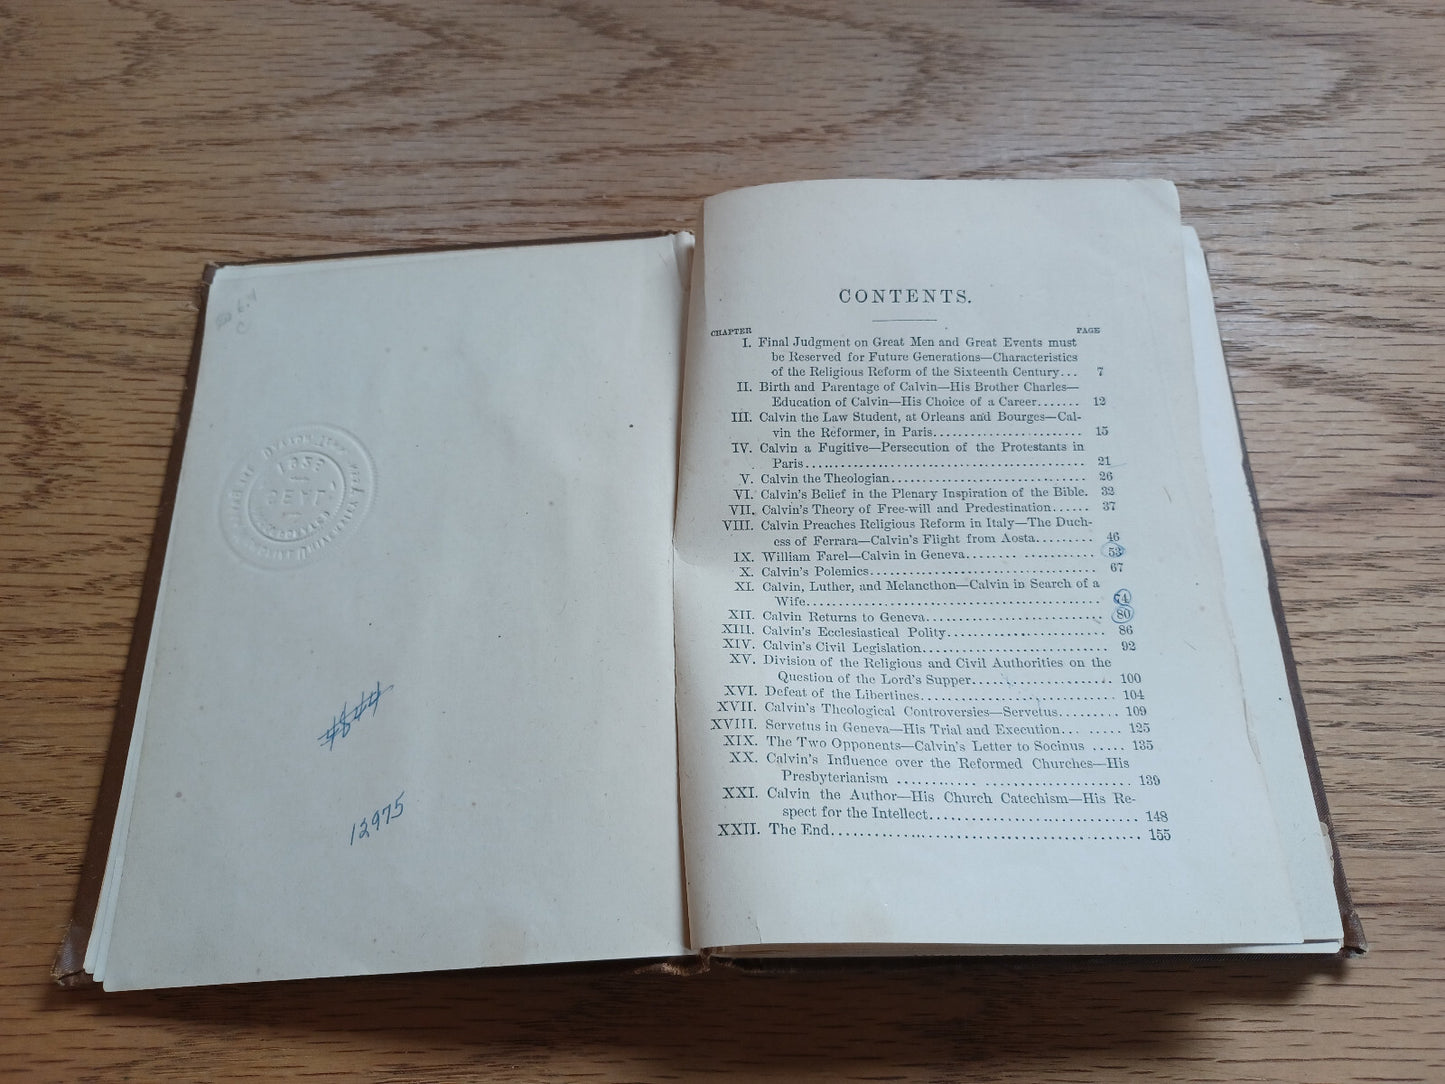 4844
12975
CONTENTS.
CHAPTER PAGE
I. Final Judgment on Great Men and Great Events must
be Reserved for Future Generations—Characteristics
of the Religious Reform of the Sixteenth Century... 7
II. Birth and Parentage of Calvin—His Brother Charles—
Education of Calvin—His Choice of a Career....... 12
III. Calvin the Law Student, at Orleans and Bourges—Cal-
vin the Reformer, in Paris...................... 15
IV. Calvin a Fugitive—Persecution of the Protestants in
Paris.......................................... 21
V. Calvin the Theologian............................... 26
VI. Calvin's Belief in the Plenary Inspiration of the Bible. 32
VII. Calvin's Theory of Free-will and Predestination...... 37
VIII. Calvin Preaches Religious Reform in Italy—The Duch-
ess of Ferrara—Calvin's Flight from Aosta......... 46
IX. William Farel—Calvin in Geneva........ ........... 53
X. Calvin's Polemics................................... 67
XI. Calvin, Luther, and Melancthon—Calvin in Search of a
Wife.......................................... 74
XII. Calvin Returns to Geneva............................ 80
XIII. Calvin's Ecclesiastical Polity........................ 86
XIV. Calvin's Civil Legislation............................ 92
XV. Division of the Religious and Civil Authorities on the
Question of the Lord's Supper.................... 100
XVI. Defeat of the Libertines............................. 104
XVII. Calvin's Theological Controversies—Servetus......... 109
XVIII. Servetus in Geneva—His Trial and Execution... ..... 125
XIX. The Two Opponents—Calvin's Letter to Socinus ..... 135
XX. Calvin's Influence over the Reformed Churches—His
Presbyterianism ........ ....................... 139
XXI. Calvin the Author—His Church Catechism—His Re-
spect for the Intellect........................... 148
XXII. The End............................................ 155